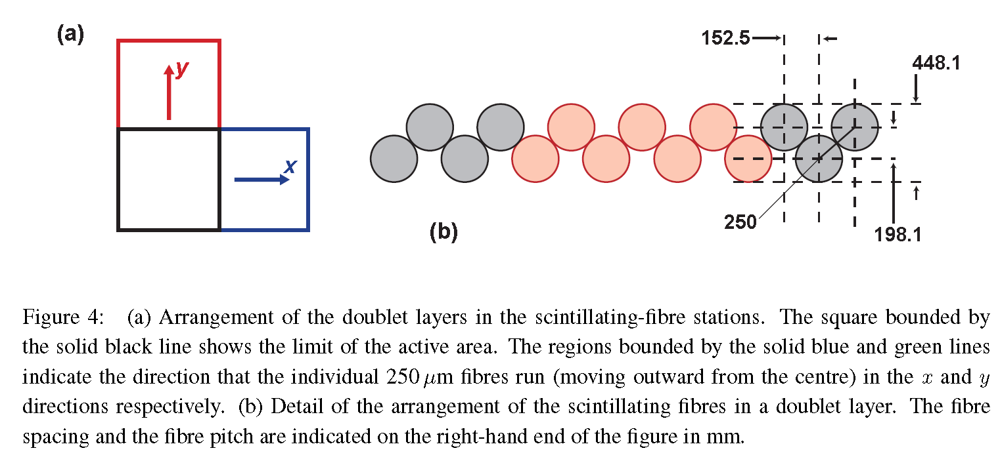 (a)
y
x
152.5
448.1
250
198.1
(b)
Figure 4: (a) Arrangement of the doublet layers in the scintillating-fibre stations. The square bounded by
the solid black line shows the limit of the active area. The regions bounded by the solid blue and green lines
indicate the direction that the individual 250 μm fibres run (moving outward from the centre) in the x and y
directions respectively. (b) Detail of the arrangement of the scintillating fibres in a doublet layer. The fibre
spacing and the fibre pitch are indicated on the right-hand end of the figure in mm.